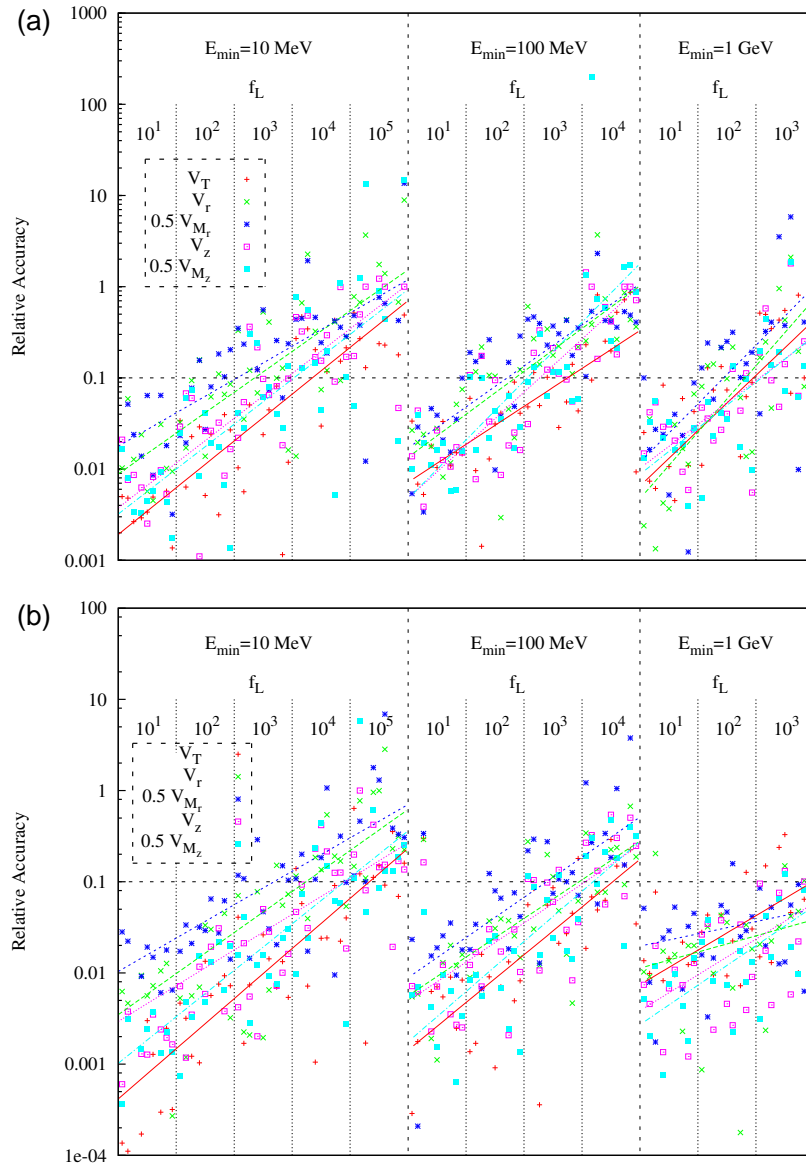 (a)
1000
100
10
1
0.1
0.01
0.001
Relative Accuracy
E_min=10 MeV
E_min=100 MeV
E_min=1 GeV
f_L
f_L
f_L
10^1 10^2 10^3 10^4 10^5
10^1 10^2 10^3 10^4
10^1 10^2 10^3
V_T
V_r
0.5 V_M_r
V_z
0.5 V_M_z
(b)
100
10
1
0.1
0.01
0.001
1e-04
Relative Accuracy
E_min=10 MeV
E_min=100 MeV
E_min=1 GeV
f_L
f_L
f_L
10^1 10^2 10^3 10^4 10^5
10^1 10^2 10^3 10^4
10^1 10^2 10^3
V_T
V_r
0.5 V_M_r
V_z
0.5 V_M_z